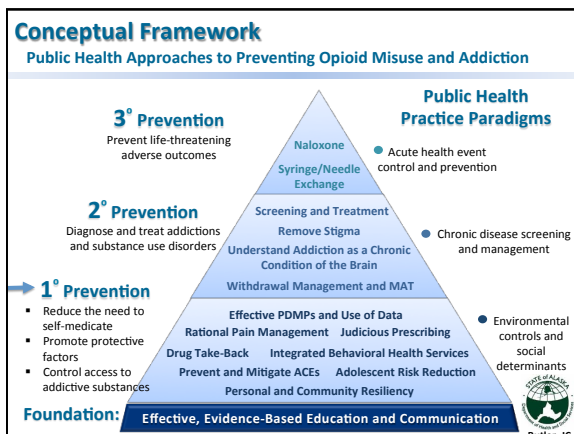 Conceptual Framework
Public Health Approaches to Preventing Opioid Misuse and Addiction
3° Prevention
Prevent life-threatening
adverse outcomes
2° Prevention
Diagnose and treat addictions
and substance use disorders
1° Prevention
▪ Reduce the need to
self-medicate
▪ Promote protective
factors
▪ Control access to
addictive substances
Naloxone
Syringe/Needle
Exchange
Screening and Treatment
Remove Stigma
Understand Addiction as a Chronic
Condition of the Brain
Withdrawal Management and MAT
Effective PDMPs and Use of Data
Rational Pain Management Judicious Prescribing
Drug Take-Back Integrated Behavioral Health Services
Prevent and Mitigate ACEs Adolescent Risk Reduction
Personal and Community Resiliency
Public Health
Practice Paradigms
Acute health event
control and prevention
Chronic disease screening
and management
Environmental
controls and
social
determinants
Foundation: Effective, Evidence-Based Education and Communication
STATE OF ALASKA